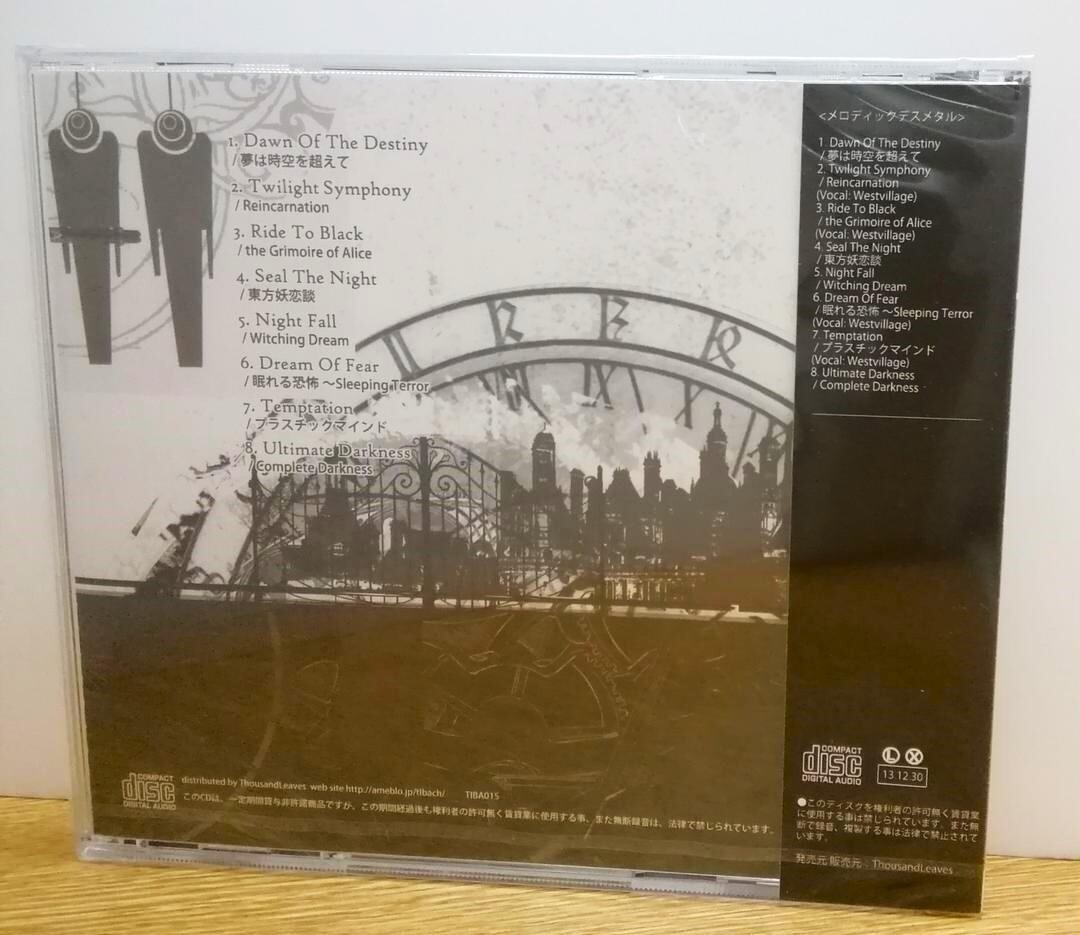 1. Dawn Of The Destiny
/ 夢は時空を超えて
2. Twilight Symphony
/ Reincarnation
3. Ride To Black
/ the Grimoire of Alice
4. Seal The Night
/ 東方妖恋談
5. Night Fall
/ Witching Dream
6. Dream Of Fear
/ 眠れる恐怖 〜Sleeping Terror
7. Temptation
/ プラスチックマインド
8. Ultimate Darkness
/ Complete Darkness
COMPACT
disc
DIGITAL AUDIO
distributed by ThousandLeaves web site http://ameblo.jp/tlbach/ TIBA015
このCDは、一定期間貸与非許諾商品ですが、この期間経過後も権利者の許可無く賃貸業に使用する事、また無断録音は、法律で禁じられています。
<メロディックデスメタル>
1. Dawn Of The Destiny
/ 夢は時空を超えて
2. Twilight Symphony
/ Reincarnation
(Vocal: Westvillage)
3. Ride To Black
/ the Grimoire of Alice
(Vocal: Westvillage)
4. Seal The Night
/ 東方妖恋談
5. Night Fall
/ Witching Dream
6. Dream Of Fear
/ 眠れる恐怖 〜Sleeping Terror
(Vocal: Westvillage)
7. Temptation
/ プラスチックマインド
(Vocal: Westvillage)
8. Ultimate Darkness
/ Complete Darkness
COMPACT
disc
DIGITAL AUDIO
L X
13.12.30
●このディスクを権利者の許可無く賃貸業
に使用する事は禁じられています。また無
断で録音、複製する事は法律で禁止されて
います。
発売元 販売元：ThousandLeaves